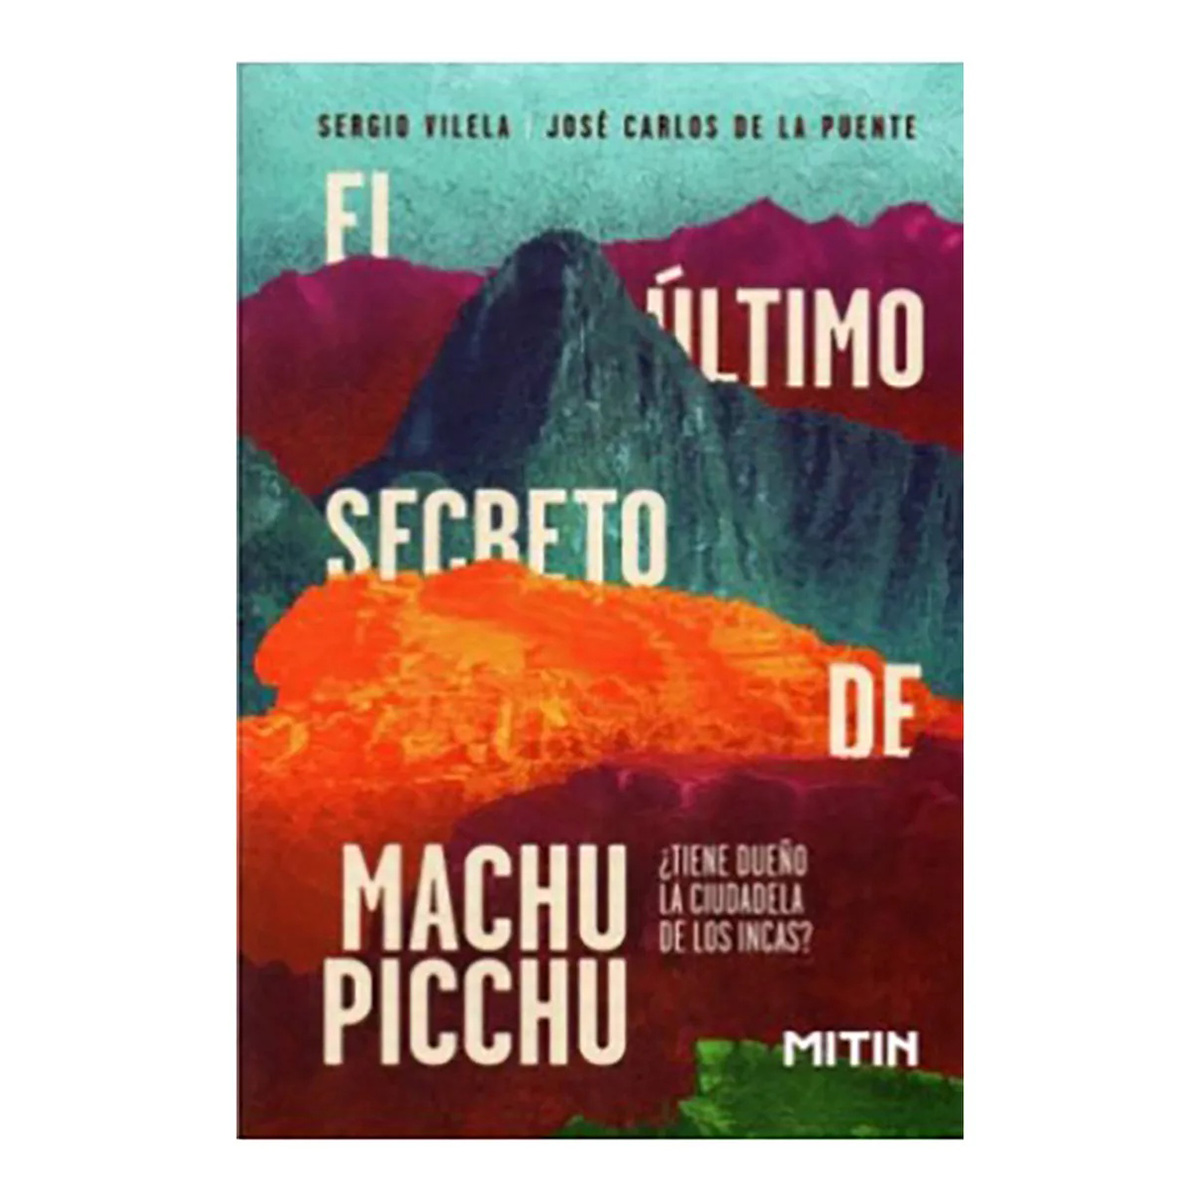 SERGIO VILELA | JOSÉ CARLOS DE LA PUENTE
EL
ÚLTIMO
SECRETO
DE
MACHU
PICCHU
¿TIENE DUEÑO
LA CIUDADELA
DE LOS INCAS?
MITIN